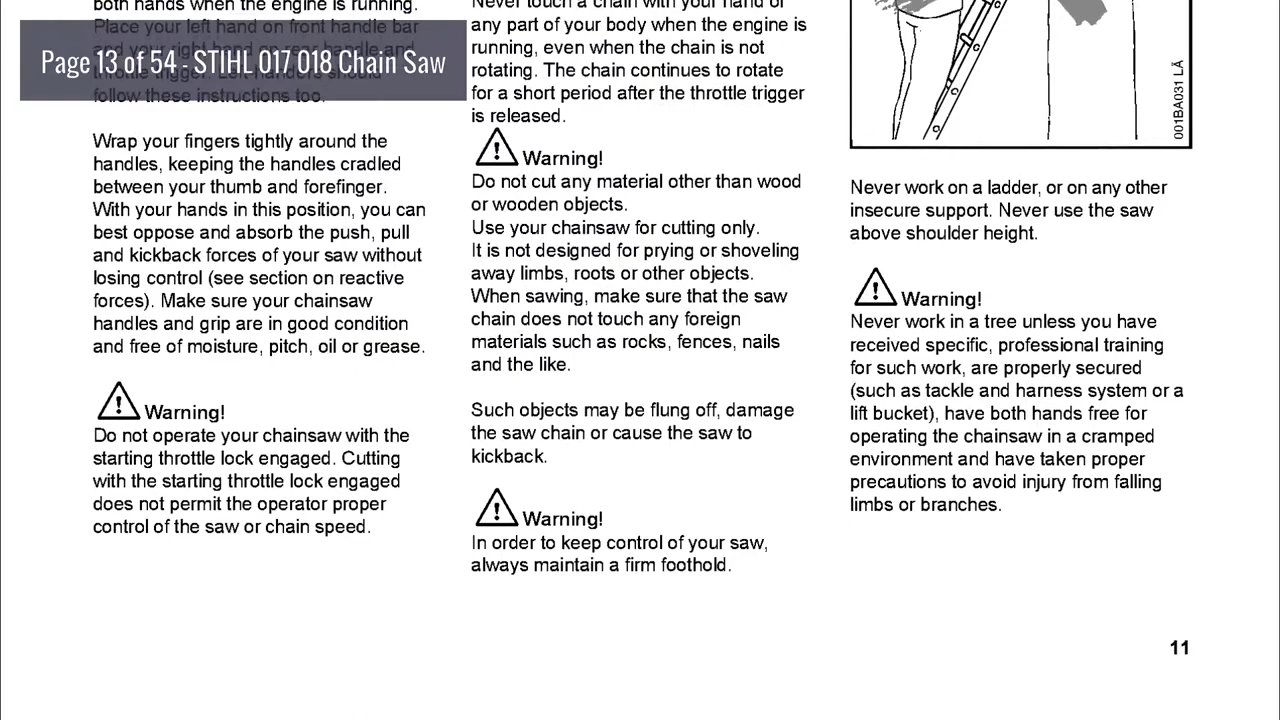 both hands when the engine is running.
Place your left hand on front handle bar
Page 13 of 54 - STIHL 017 018 Chain Saw
follow these instructions too.
Wrap your fingers tightly around the
handles, keeping the handles cradled
between your thumb and forefinger.
With your hands in this position, you can
best oppose and absorb the push, pull
and kickback forces of your saw without
losing control (see section on reactive
forces). Make sure your chainsaw
handles and grip are in good condition
and free of moisture, pitch, oil or grease.
Warning!
Do not operate your chainsaw with the
starting throttle lock engaged. Cutting
with the starting throttle lock engaged
does not permit the operator proper
control of the saw or chain speed.
Never touch a chain with your hand or
any part of your body when the engine is
running, even when the chain is not
rotating. The chain continues to rotate
for a short period after the throttle trigger
is released.
Warning!
Do not cut any material other than wood
or wooden objects.
Use your chainsaw for cutting only.
It is not designed for prying or shoveling
away limbs, roots or other objects.
When sawing, make sure that the saw
chain does not touch any foreign
materials such as rocks, fences, nails
and the like.
Such objects may be flung off, damage
the saw chain or cause the saw to
kickback.
Warning!
In order to keep control of your saw,
always maintain a firm foothold.
001BA031 LÄ
Never work on a ladder, or on any other
insecure support. Never use the saw
above shoulder height.
Warning!
Never work in a tree unless you have
received specific, professional training
for such work, are properly secured
(such as tackle and harness system or a
lift bucket), have both hands free for
operating the chainsaw in a cramped
environment and have taken proper
precautions to avoid injury from falling
limbs or branches.
11